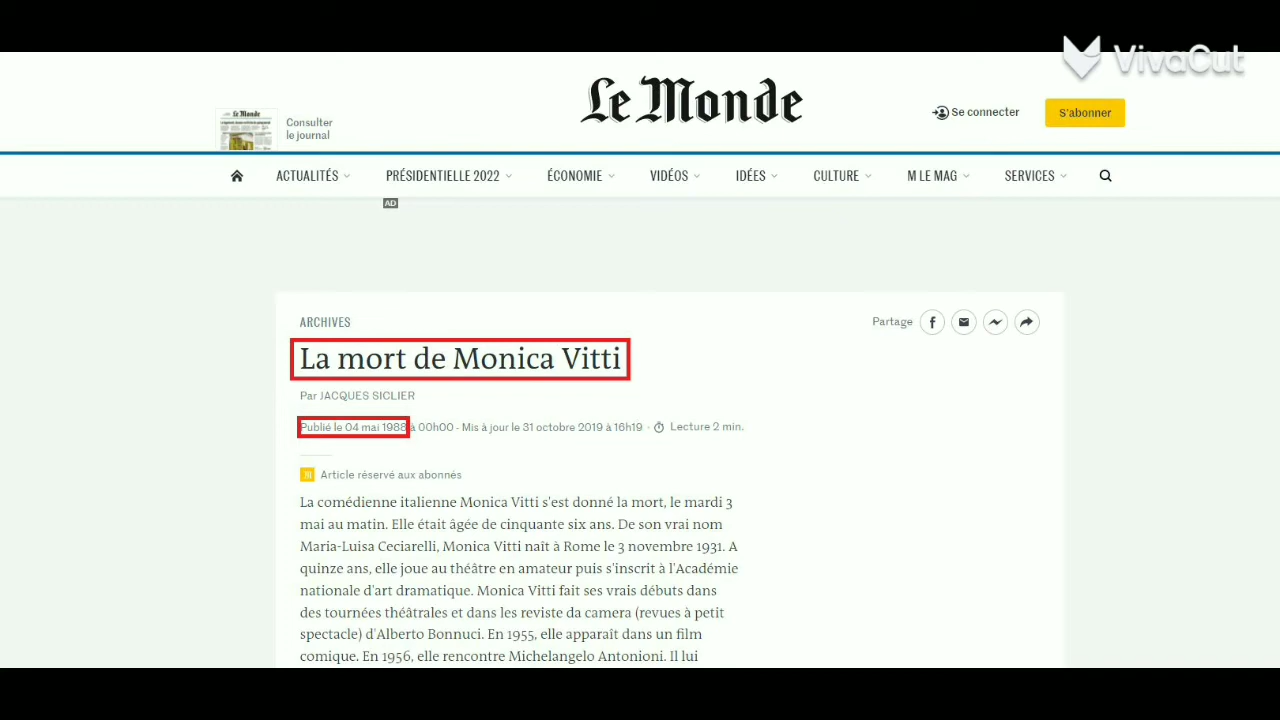 VivaCut
Le Monde
Consulter
le journal
Se connecter
S'abonner
ACTUALITÉS
PRÉSIDENTIELLE 2022
ÉCONOMIE
VIDÉOS
IDÉES
CULTURE
M LE MAG
SERVICES
AD
ARCHIVES
Partage
La mort de Monica Vitti
Par JACQUES SICLIER
Publié le 04 mai 1988 à 00h00 - Mis à jour le 31 octobre 2019 à 16h19 · Lecture 2 min.
Article réservé aux abonnés
La comédienne italienne Monica Vitti s'est donné la mort, le mardi 3
mai au matin. Elle était âgée de cinquante six ans. De son vrai nom
Maria-Luisa Ceciarelli, Monica Vitti naît à Rome le 3 novembre 1931. A
quinze ans, elle joue au théâtre en amateur puis s'inscrit à l'Académie
nationale d'art dramatique. Monica Vitti fait ses vrais débuts dans
des tournées théâtrales et dans les reviste da camera (revues à petit
spectacle) d'Alberto Bonnuci. En 1955, elle apparaît dans un film
comique. En 1956, elle rencontre Michelangelo Antonioni. Il lui